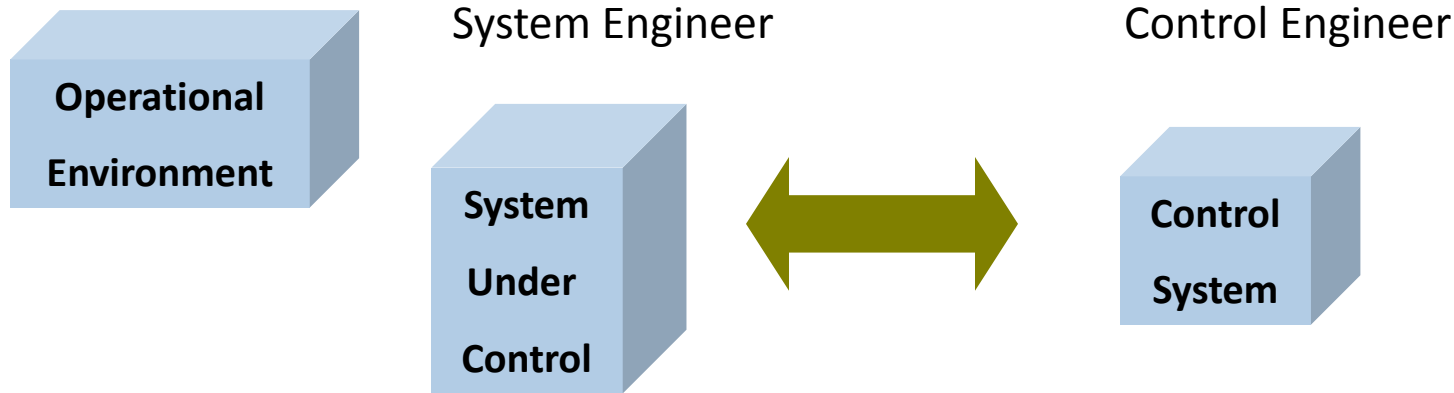 System Engineer
Control Engineer
Operational
Environment
System
Under
Control
Control
System